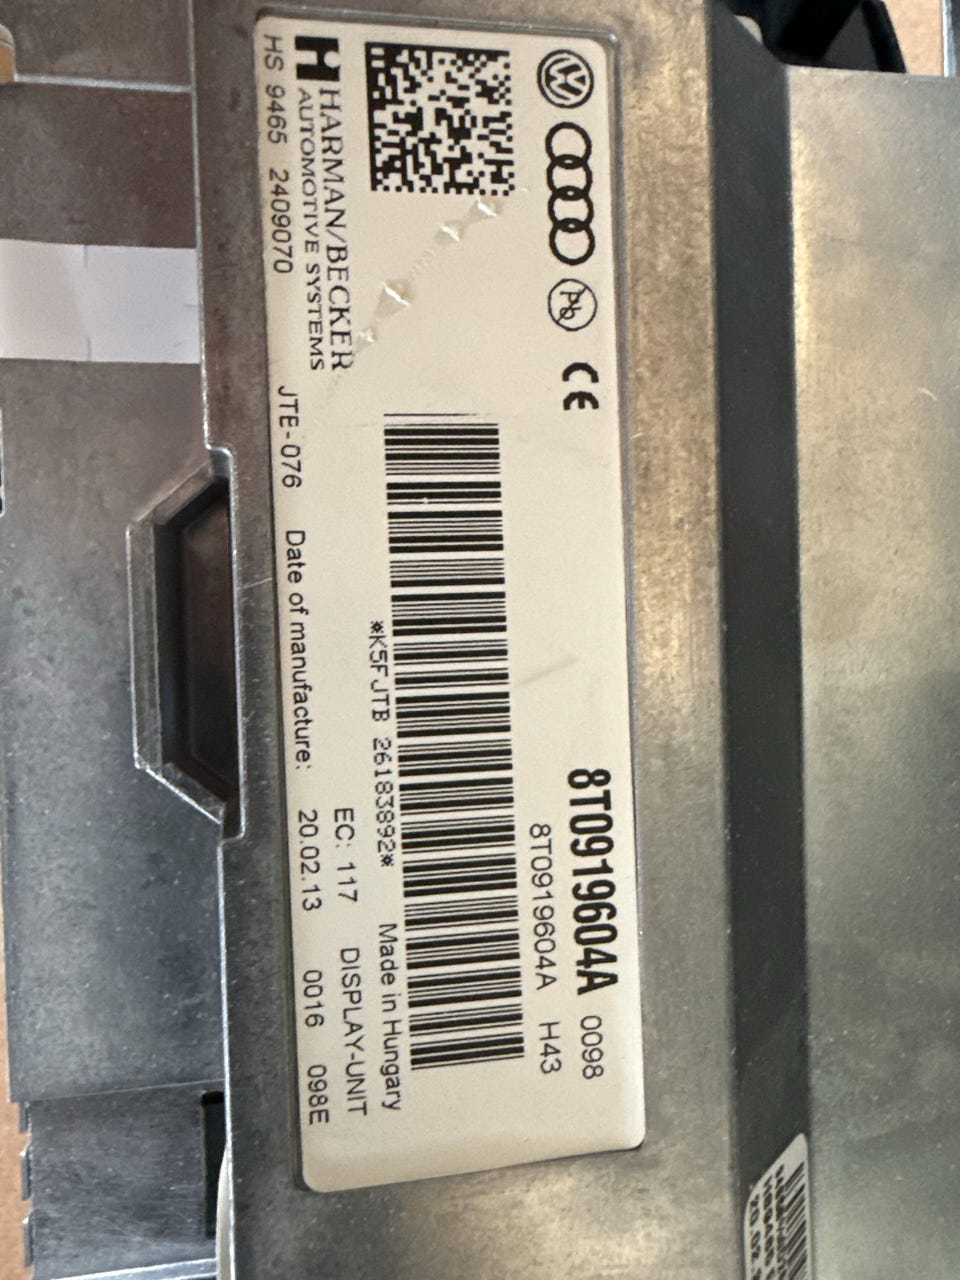 8T0919604A 0098
8T0919604A H43
*K5FJTB 26183892*
HARMAN/BECKER
AUTOMOTIVE SYSTEMS
Made in Hungary
EC: 117 DISPLAY-UNIT
HS 9465 2409070 JTE-076 Date of manufacture: 20.02.13 0016 098E
Pb
CE